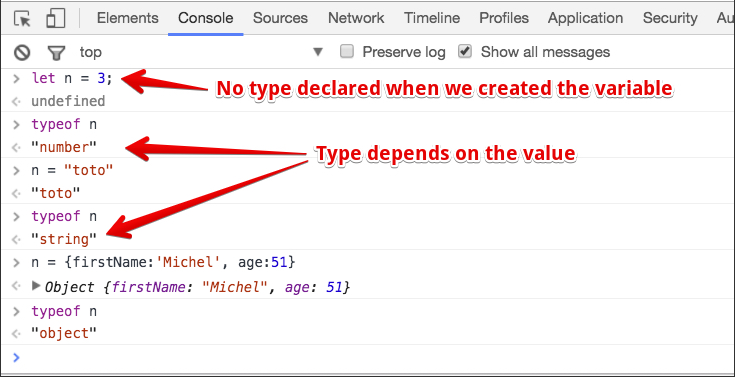 Elements Console Sources Network Timeline Profiles Application Security Au
top Preserve log Show all messages
> let n = 3; No type declared when we created the variable
undefined
> typeof n
"number" Type depends on the value
> n = "toto"
"toto"
> typeof n
"string"
> n = {firstName:'Michel', age:51}
▶ Object {firstName: "Michel", age: 51}
> typeof n
"object"
>